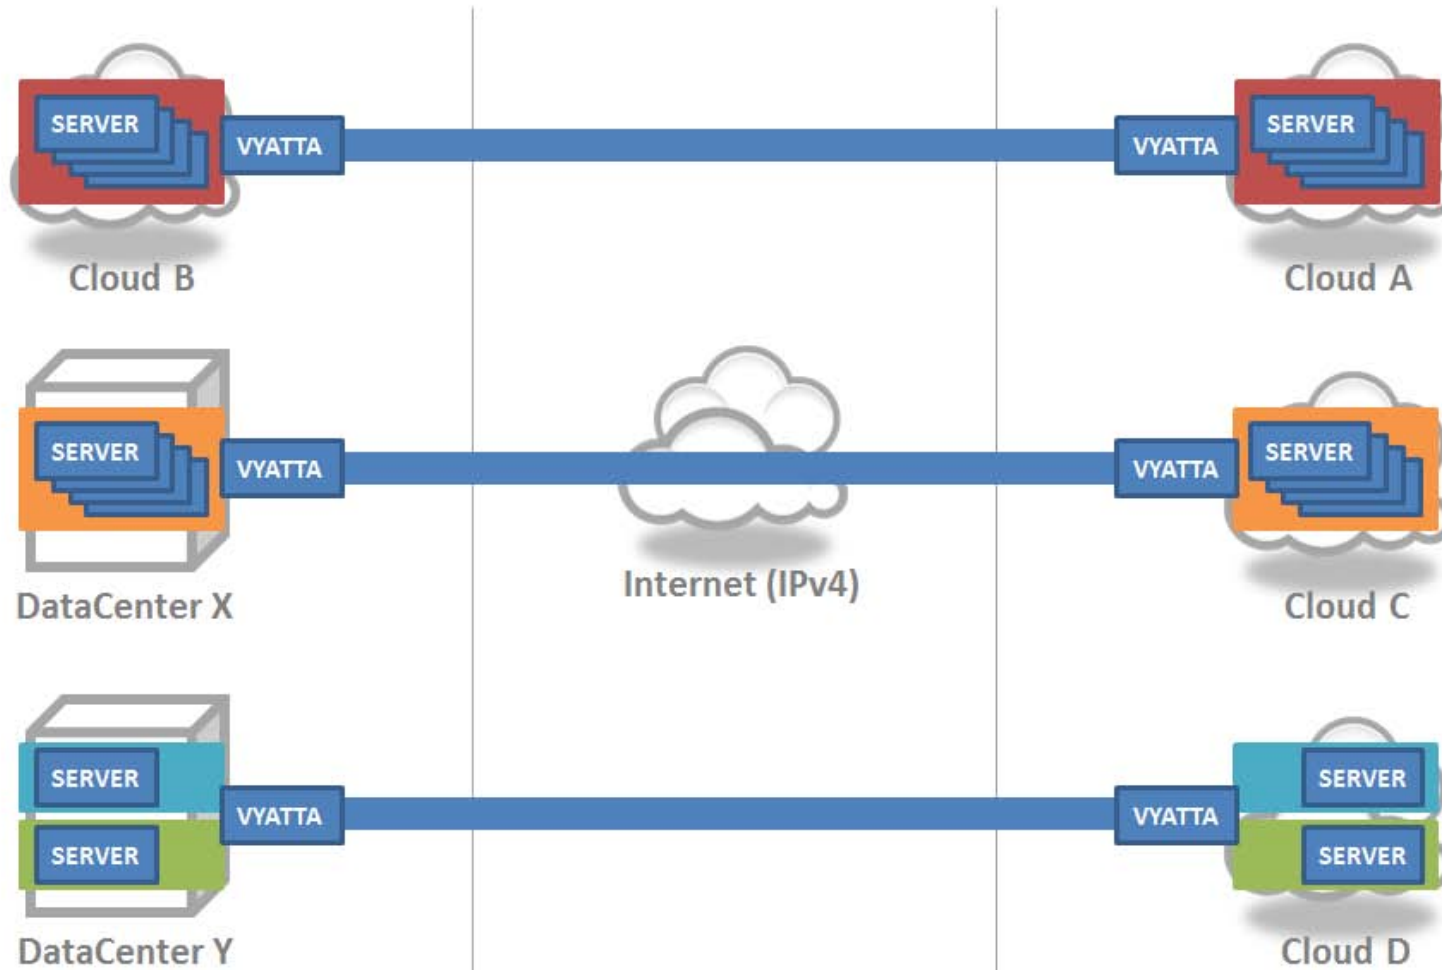 SERVER
VYATTA
VYATTA
SERVER
Cloud B
Cloud A
SERVER
VYATTA
VYATTA
SERVER
Internet (IPv4)
DataCenter X
Cloud C
SERVER
SERVER
VYATTA
VYATTA
SERVER
SERVER
DataCenter Y
Cloud D